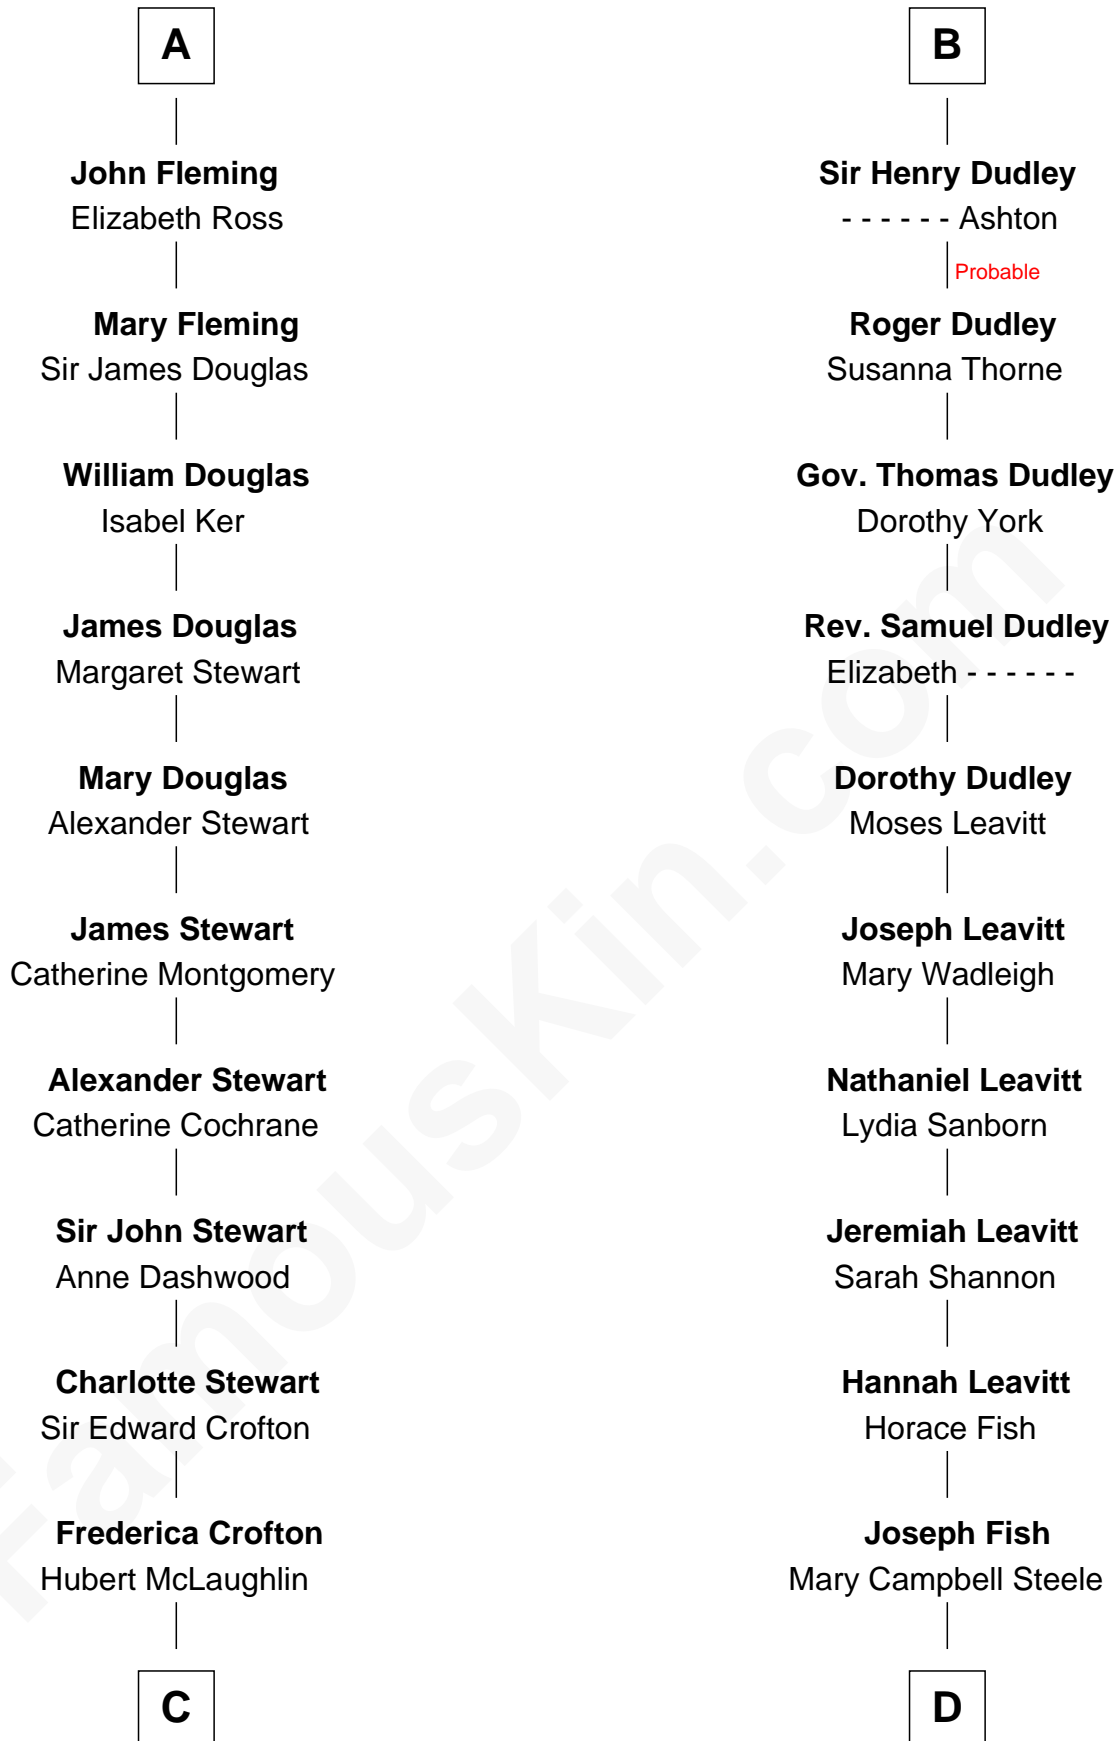 A
John Fleming
Elizabeth Ross
Mary Fleming
Sir James Douglas
William Douglas
Isabel Ker
James Douglas
Margaret Stewart
Mary Douglas
Alexander Stewart
James Stewart
Catherine Montgomery
Alexander Stewart
Catherine Cochrane
Sir John Stewart
Anne Dashwood
Charlotte Stewart
Sir Edward Crofton
Frederica Crofton
Hubert McLaughlin
C
B
Sir Henry Dudley
- - - - - - Ashton
Probable
Roger Dudley
Susanna Thorne
Gov. Thomas Dudley
Dorothy York
Rev. Samuel Dudley
Elizabeth - - - - - -
Dorothy Dudley
Moses Leavitt
Joseph Leavitt
Mary Wadleigh
Nathaniel Leavitt
Lydia Sanborn
Jeremiah Leavitt
Sarah Shannon
Hannah Leavitt
Horace Fish
Joseph Fish
Mary Campbell Steele
D
FamousKin.com